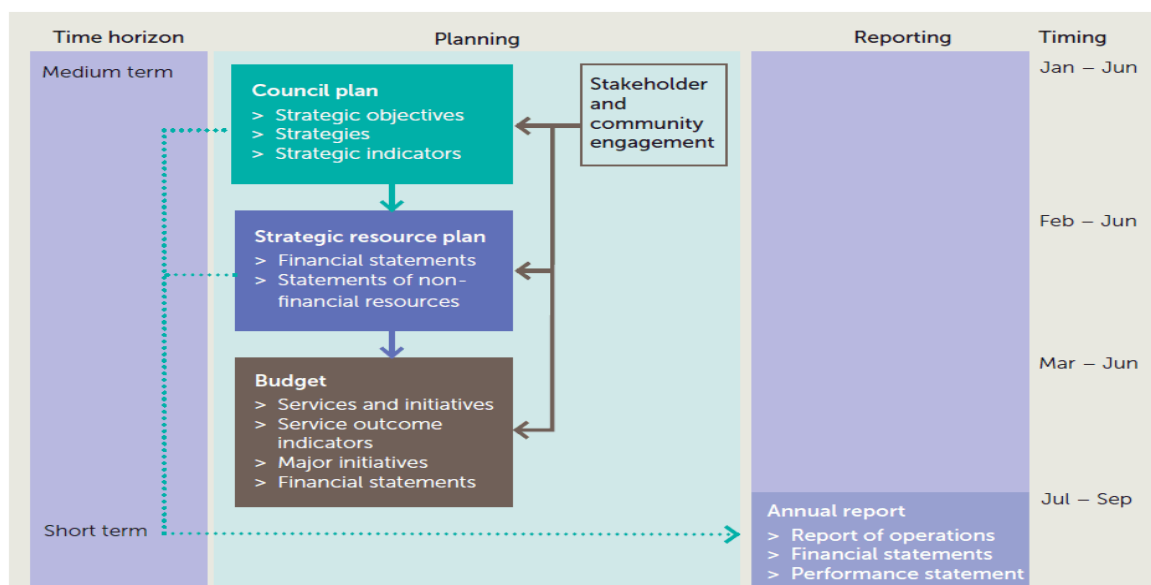 Time horizon
Planning
Reporting
Timing
Medium term
Jan – Jun
Council plan
> Strategic objectives
> Strategies
> Strategic indicators
Stakeholder
and
community
engagement
Feb – Jun
Strategic resource plan
> Financial statements
> Statements of non-
financial resources
Mar – Jun
Budget
> Services and initiatives
> Service outcome
indicators
> Major initiatives
> Financial statements
Jul – Sep
Short term
Annual report
> Report of operations
> Financial statements
> Performance statement